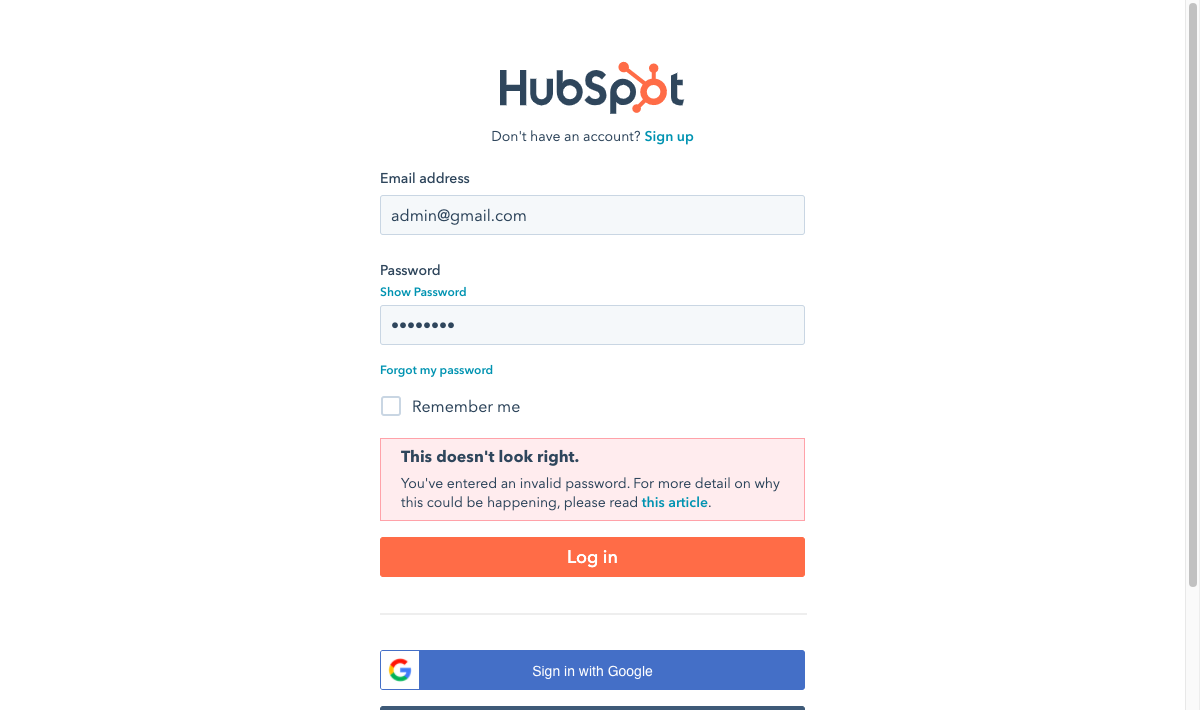 HubSpot
Don't have an account? Sign up
Email address
admin@gmail.com
Password
Show Password
••••••••
Forgot my password
Remember me
This doesn't look right.
You've entered an invalid password. For more detail on why
this could be happening, please read this article.
Log in
Sign in with Google